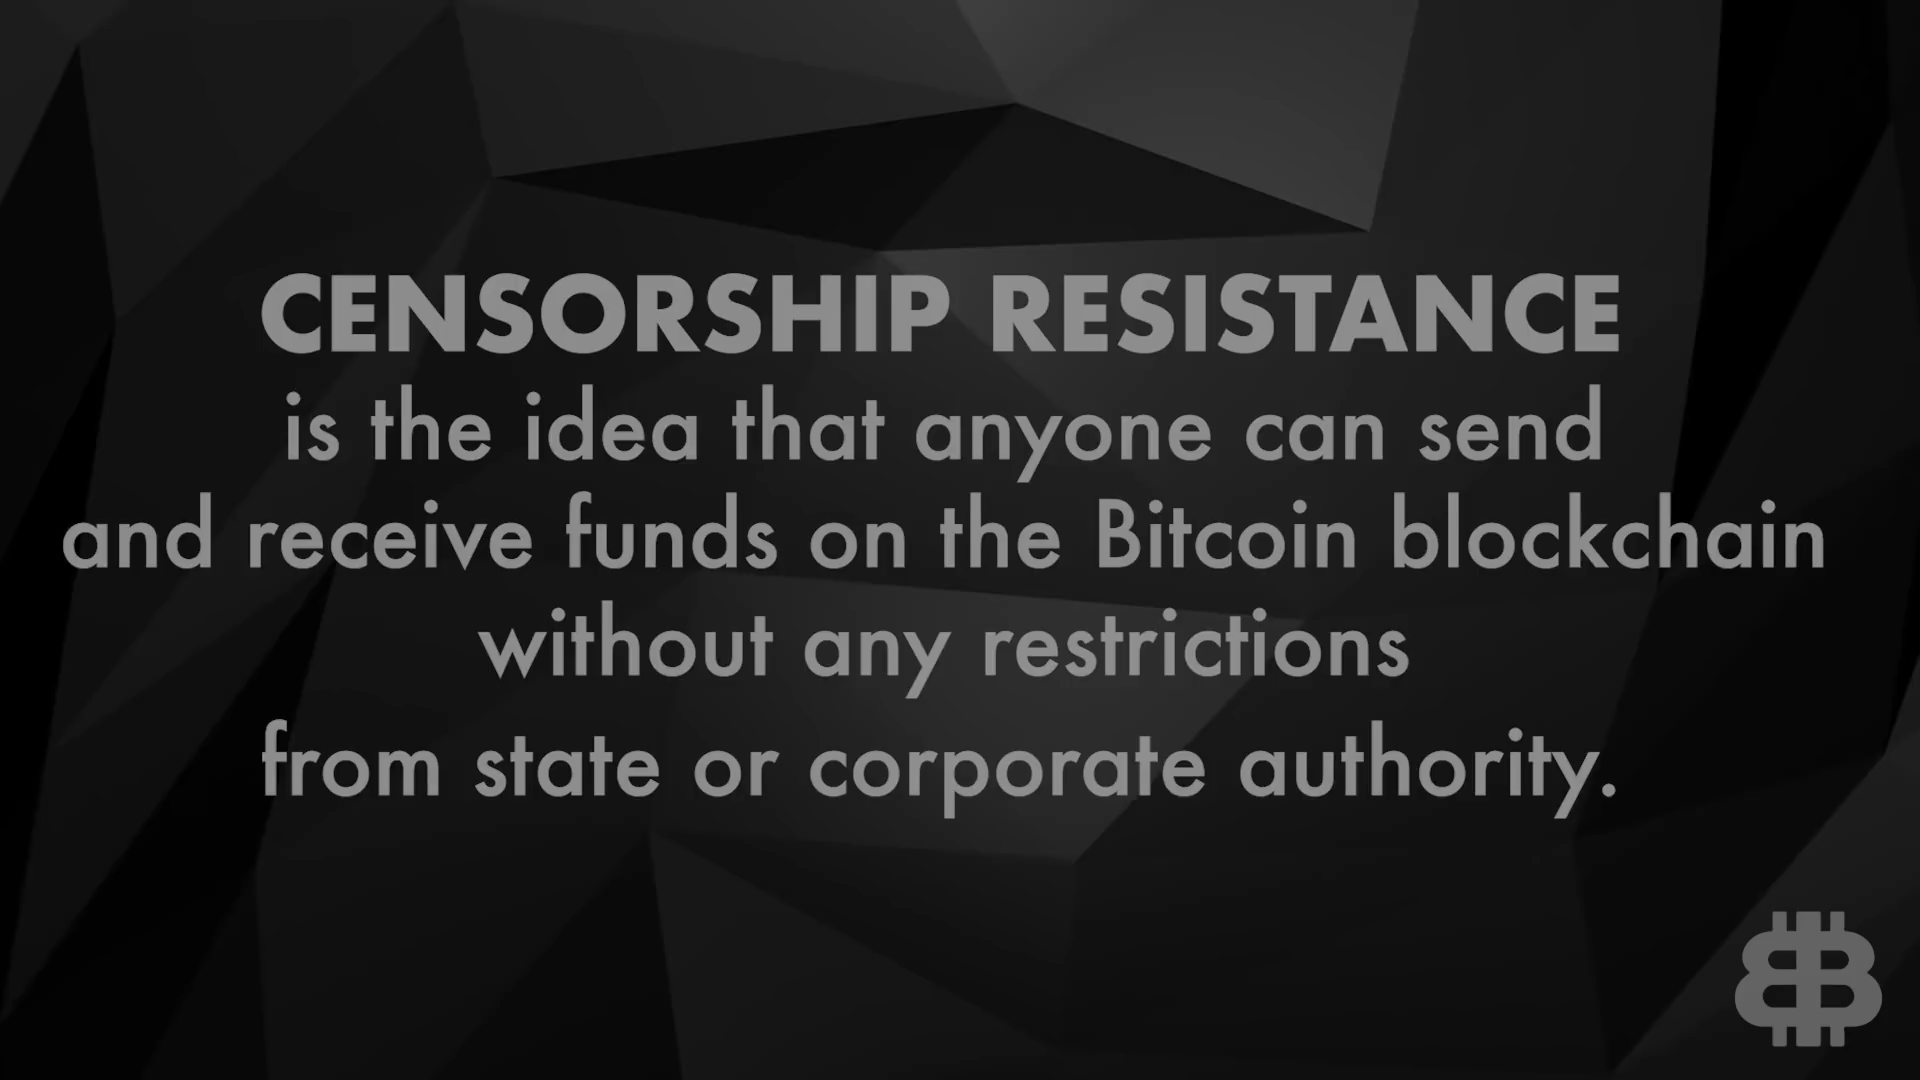 CENSORSHIP RESISTANCE
is the idea that anyone can send
and receive funds on the Bitcoin blockchain
without any restrictions
from state or corporate authority.